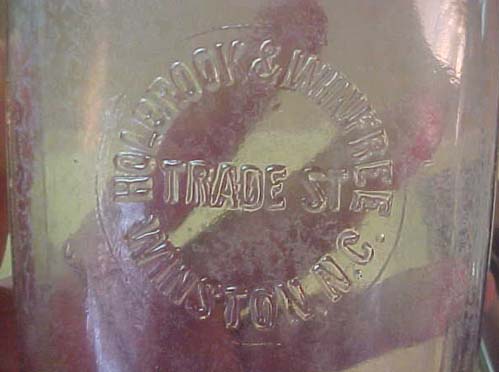 HOLBROOK & WINFREE
TRADE ST
WINSTON, N.C.